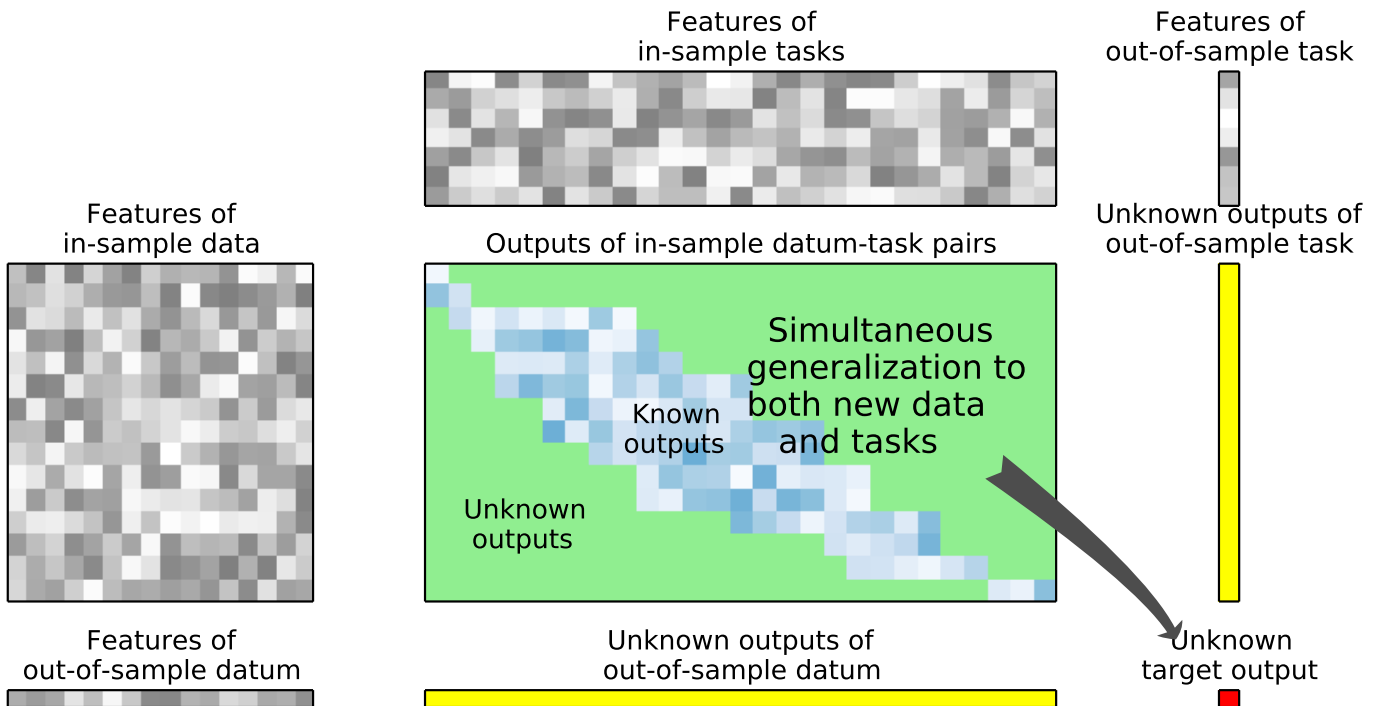 Features of
in-sample tasks
Features of
out-of-sample task
Features of
in-sample data
Outputs of in-sample datum-task pairs
Unknown outputs of
out-of-sample task
Simultaneous
generalization to
both new data
and tasks
Known
outputs
Unknown
outputs
Features of
out-of-sample datum
Unknown outputs of
out-of-sample datum
Unknown
target output